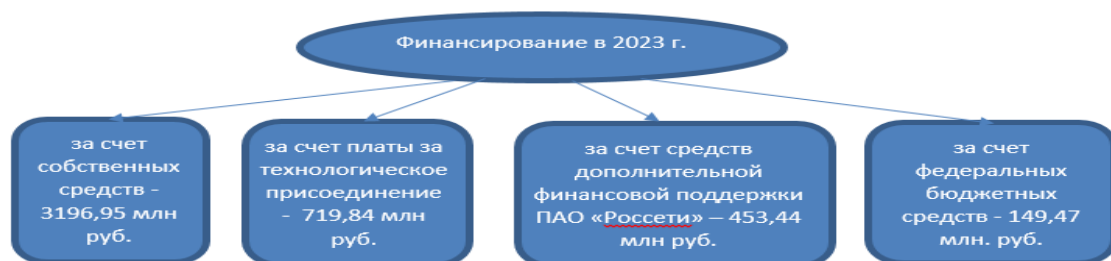 Финансирование в 2023 г.
за счет
собственных
средств -
3196,95 млн
руб.
за счет платы за
технологическое
присоединение
- 719,84 млн
руб.
за счет средств
дополнительной
финансовой поддержки
ПАО «Россети» – 453,44
млн руб.
за счет
федеральных
бюджетных
средств - 149,47
млн. руб.